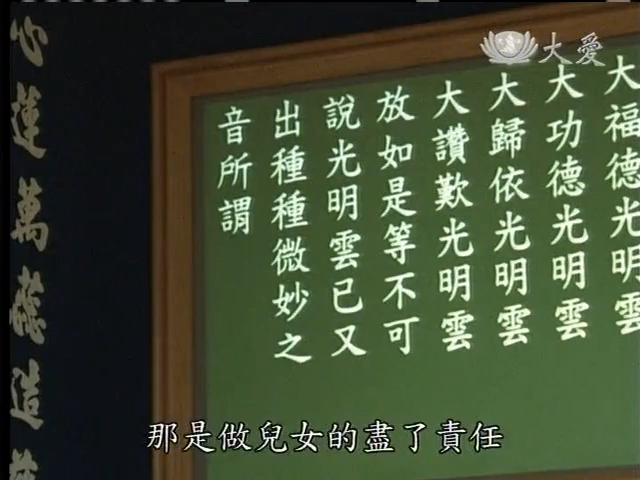 大愛
大福德光明雲
大功德光明雲
大歸依光明雲
大讚歎光明雲
放如是等不可
說光明雲已又
出種種微妙之
音所謂
心蓮萬蕊造
那是做兒女的盡了責任